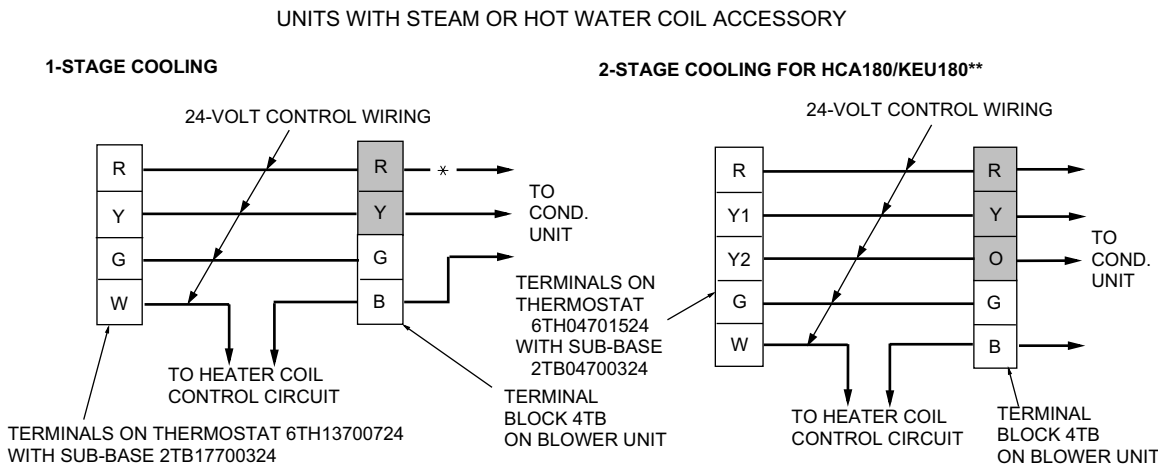 UNITS WITH STEAM OR HOT WATER COIL ACCESSORY
1-STAGE COOLING
24-VOLT CONTROL WIRING
R
Y
G
W
R
Y
G
B
*
TO
COND.
UNIT
TO HEATER COIL
CONTROL CIRCUIT
TERMINALS ON THERMOSTAT 6TH13700724
WITH SUB-BASE 2TB17700324
TERMINAL
BLOCK 4TB
ON BLOWER UNIT
2-STAGE COOLING FOR HCA180/KEU180**
24-VOLT CONTROL WIRING
R
Y1
Y2
G
W
R
Y
O
G
B
TO
COND.
UNIT
TERMINALS ON
THERMOSTAT
6TH04701524
WITH SUB-BASE
2TB04700324
TO HEATER COIL
CONTROL CIRCUIT
TERMINAL
BLOCK 4TB
ON BLOWER UNIT